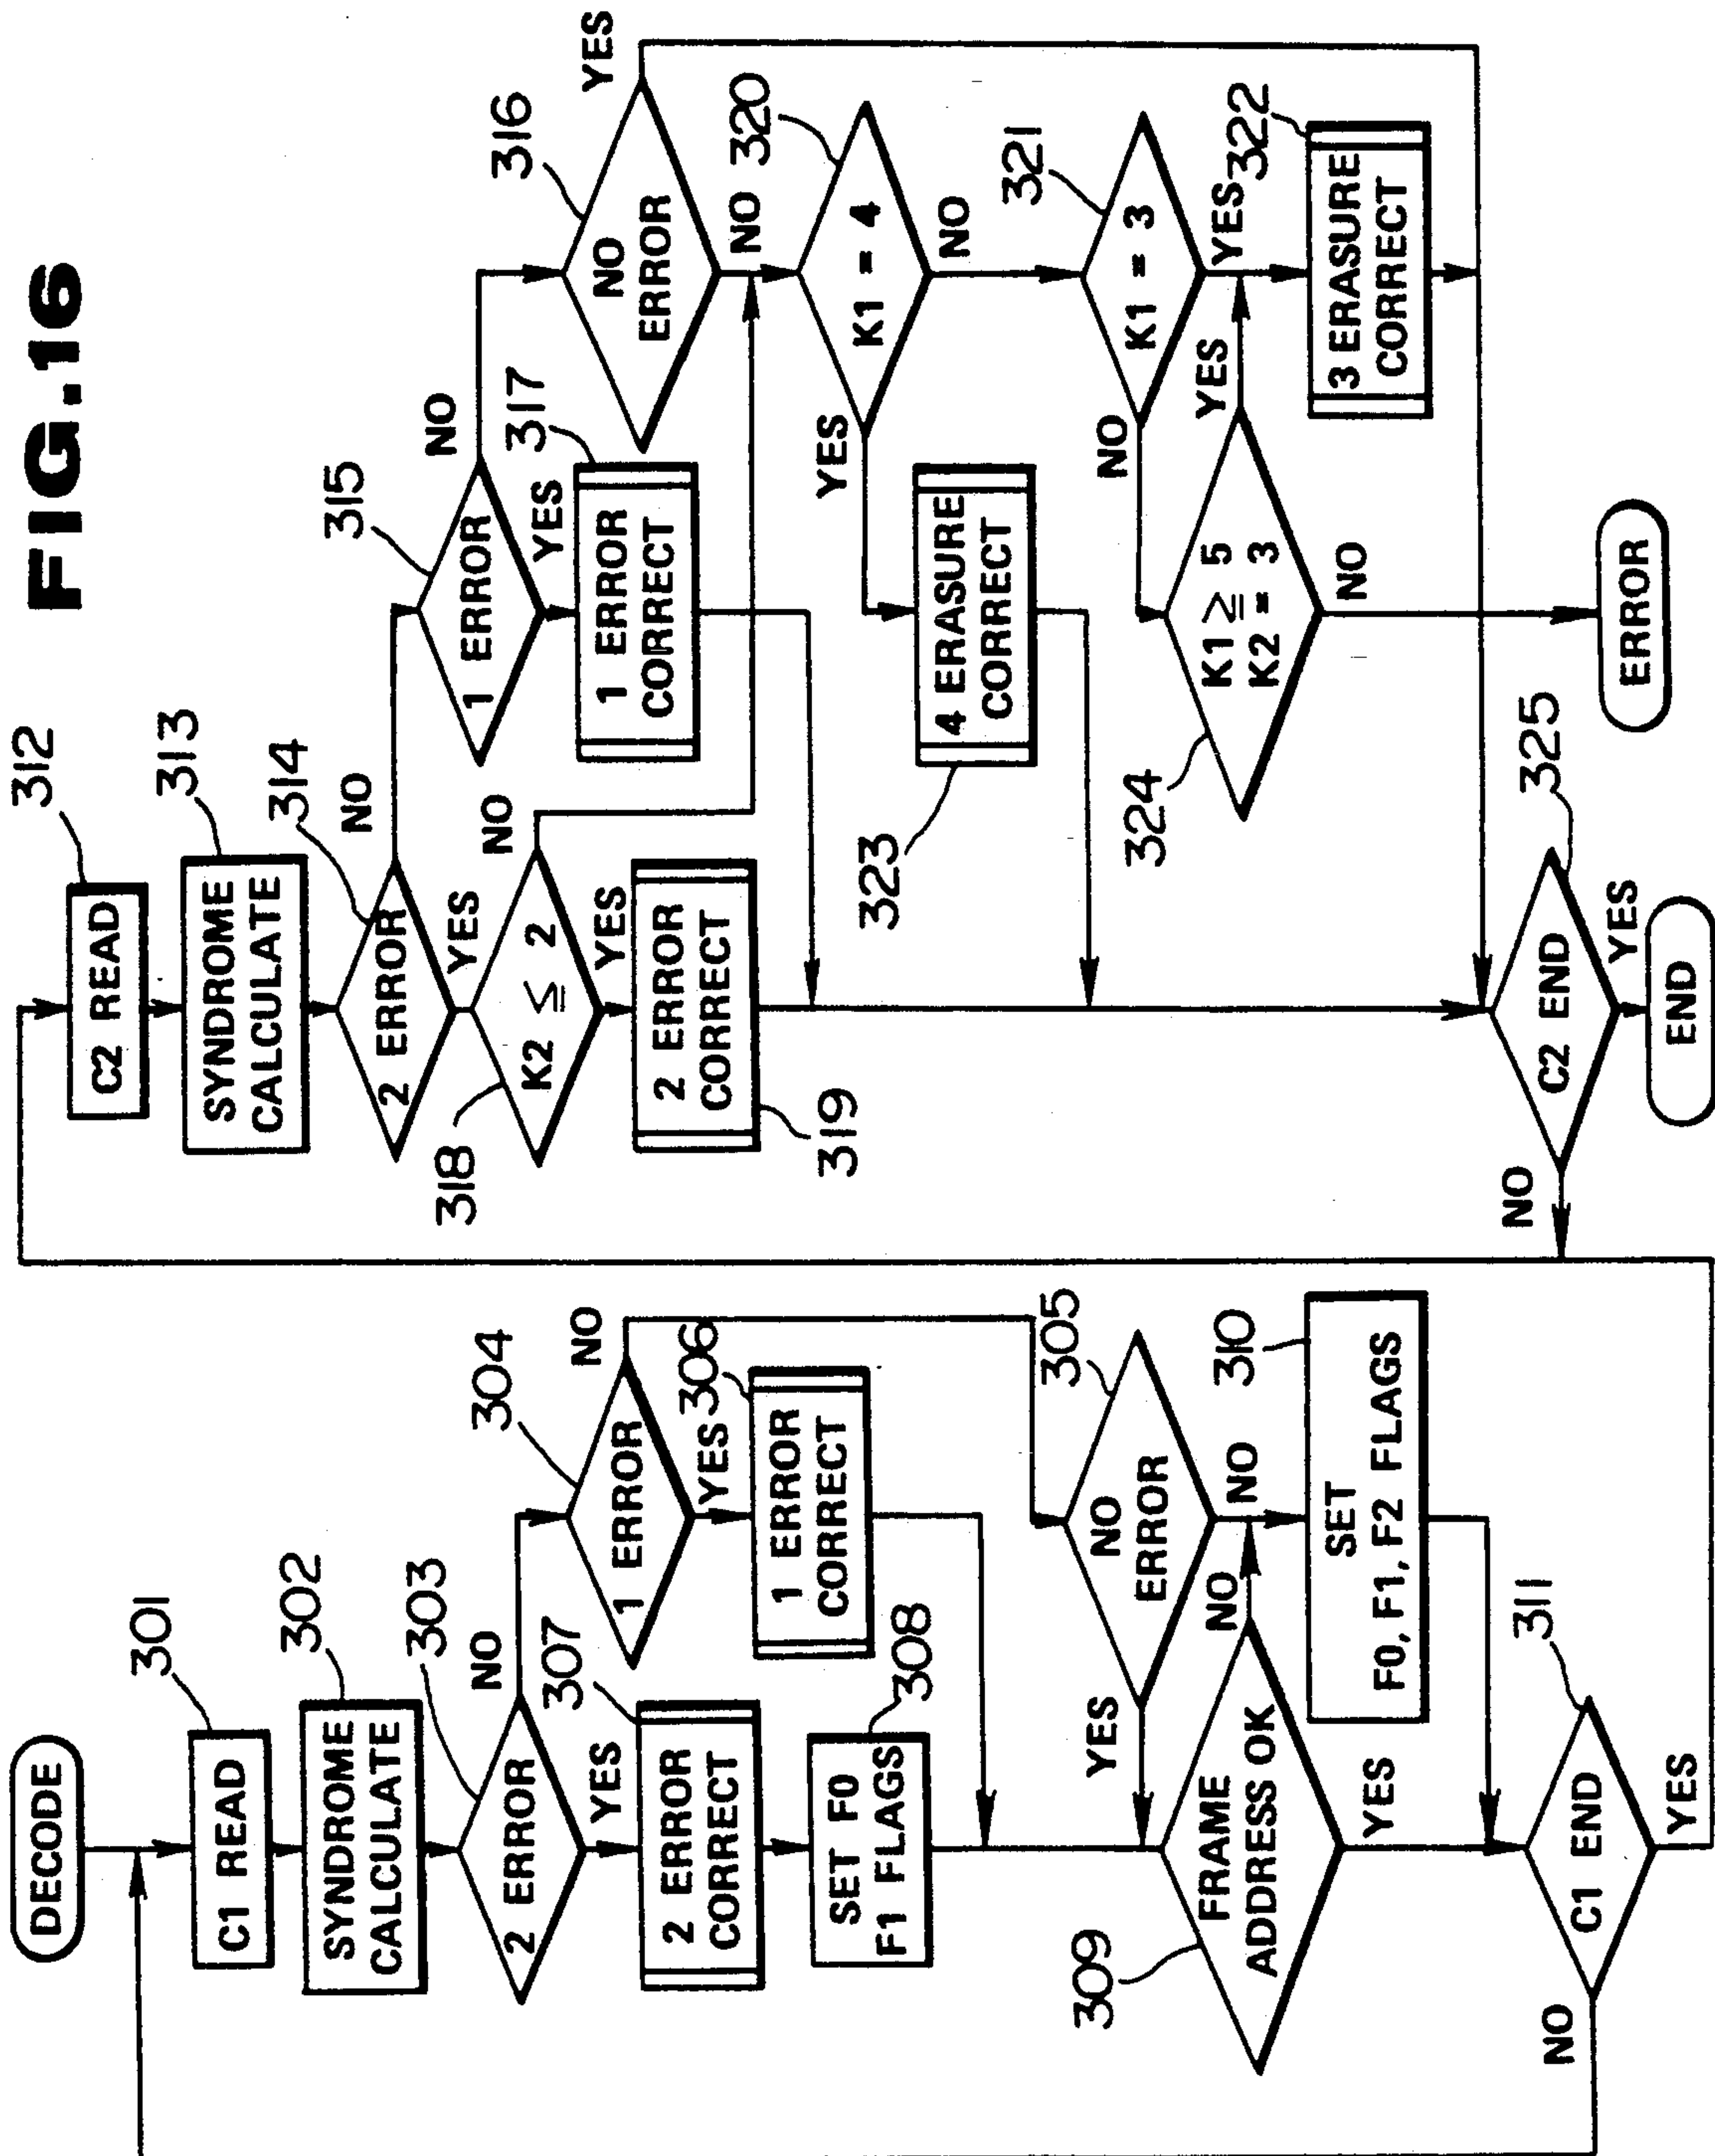 FIG.16
DECODE
301
C1 READ
302
SYNDROME
CALCULATE
303
2 ERROR
NO
YES
304
1 ERROR
NO
YES
307
2 ERROR
CORRECT
306
1 ERROR
CORRECT
308
SET F0
F1 FLAGS
305
NO
ERROR
YES
NO
309
FRAME
ADDRESS OK
NO
YES
310
SET
F0, F1, F2 FLAGS
311
C1 END
NO
YES
312
C2 READ
313
SYNDROME
CALCULATE
314
2 ERROR
NO
YES
315
1 ERROR
NO
YES
316
NO
ERROR
YES
NO
318
K2 ≦ 2
NO
YES
317
1 ERROR
CORRECT
319
2 ERROR
CORRECT
320
K1 = 4
YES
NO
323
4 ERASURE
CORRECT
321
K1 = 3
NO
YES
324
K1 ≧ 5
K2 = 3
YES
NO
322
3 ERASURE
CORRECT
325
C2 END
NO
YES
END
ERROR